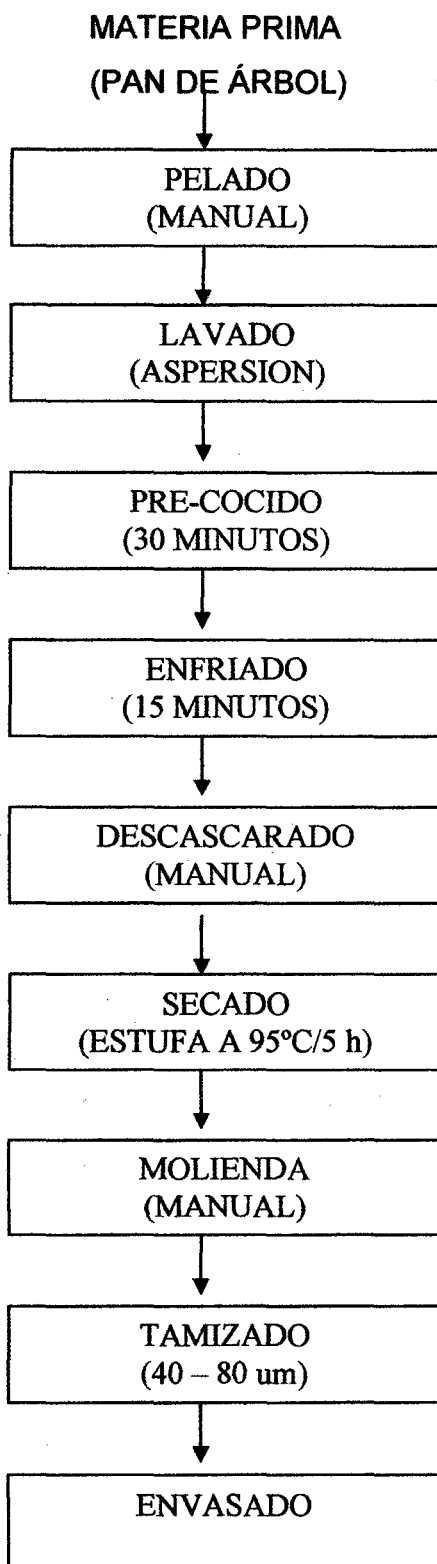 MATERIA PRIMA
(PAN DE ÁRBOL)
PELADO
(MANUAL)
LAVADO
(ASPERSION)
PRE-COCIDO
(30 MINUTOS)
ENFRIADO
(15 MINUTOS)
DESCASCARADO
(MANUAL)
SECADO
(ESTUFA A 95ºC/5 h)
MOLIENDA
(MANUAL)
TAMIZADO
(40 – 80 um)
ENVASADO